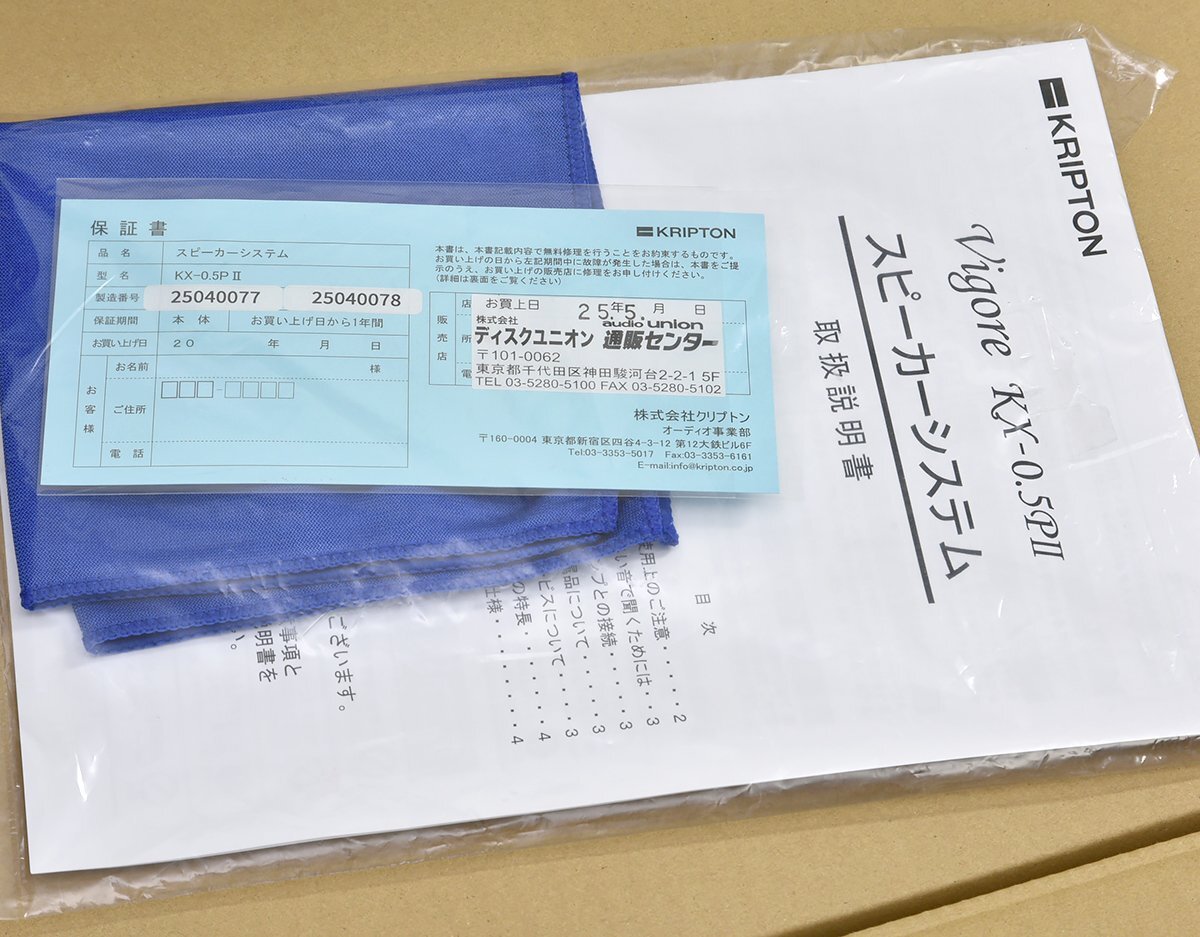 保証書
KRIPTON
品名 スピーカーシステム
型名 KX-0.5P II
製造番号 25040077 25040078
保証期間 本体 お買い上げ日から1年間
お買い上げ日 20 年 月 日
お客様
お名前 様
ご住所
電話
本書は、本書記載内容で無料修理を行うことをお約束するものです。
お買い上げの日から左記期間中に故障が発生した場合は、本書をご提
示のうえ、お買い上げの販売店に修理をお申し付けください。
(詳細は裏面をご覧ください)
販売店
店
所
電
お買上日 25年5.月 日
株式会社 audio union
ディスクユニオン 通販センター
〒101-0062
東京都千代田区神田駿河台2-2-1 5F
TEL 03-5280-5100 FAX 03-5280-5102
株式会社クリプトン
オーディオ事業部
〒160-0004 東京都新宿区四谷4-3-12 第12大鉄ビル6F
Tel:03-3353-5017 Fax:03-3353-6161
E-mail:info@kripton.co.jp
KRIPTON
Vigore KX-0.5PII
スピーカーシステム
取扱説明書
目次
使用上のご注意・・・・・2
い音で聞くためには・・3
プとの接続・・・・・3
属品について・・・・・3
ビスについて・・・・3
の特長・・・・・・・4
仕様・・・・・・・・4
ございます。
事項と
明書を
い。